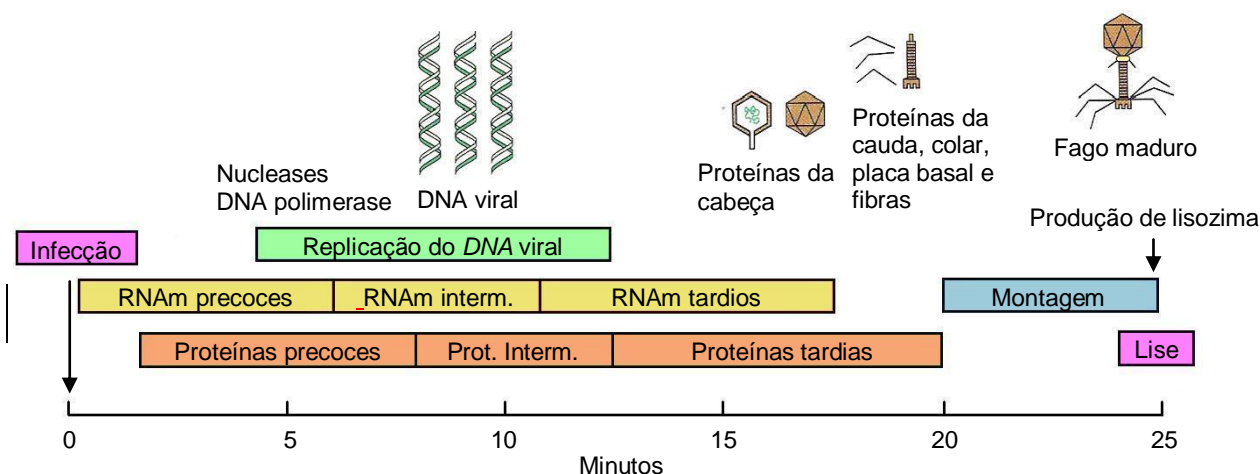 Nucleases
DNA polimerase
DNA viral
Proteínas da
cabeça
Proteínas da
cauda, colar,
placa basal e
fibras
Fago maduro
Produção de lisozima
Infecção
Replicação do DNA viral
RNAm precoces
RNAm interm.
RNAm tardios
Montagem
Proteínas precoces
Prot. Interm.
Proteínas tardias
Lise
0
5
10
15
20
25
Minutos